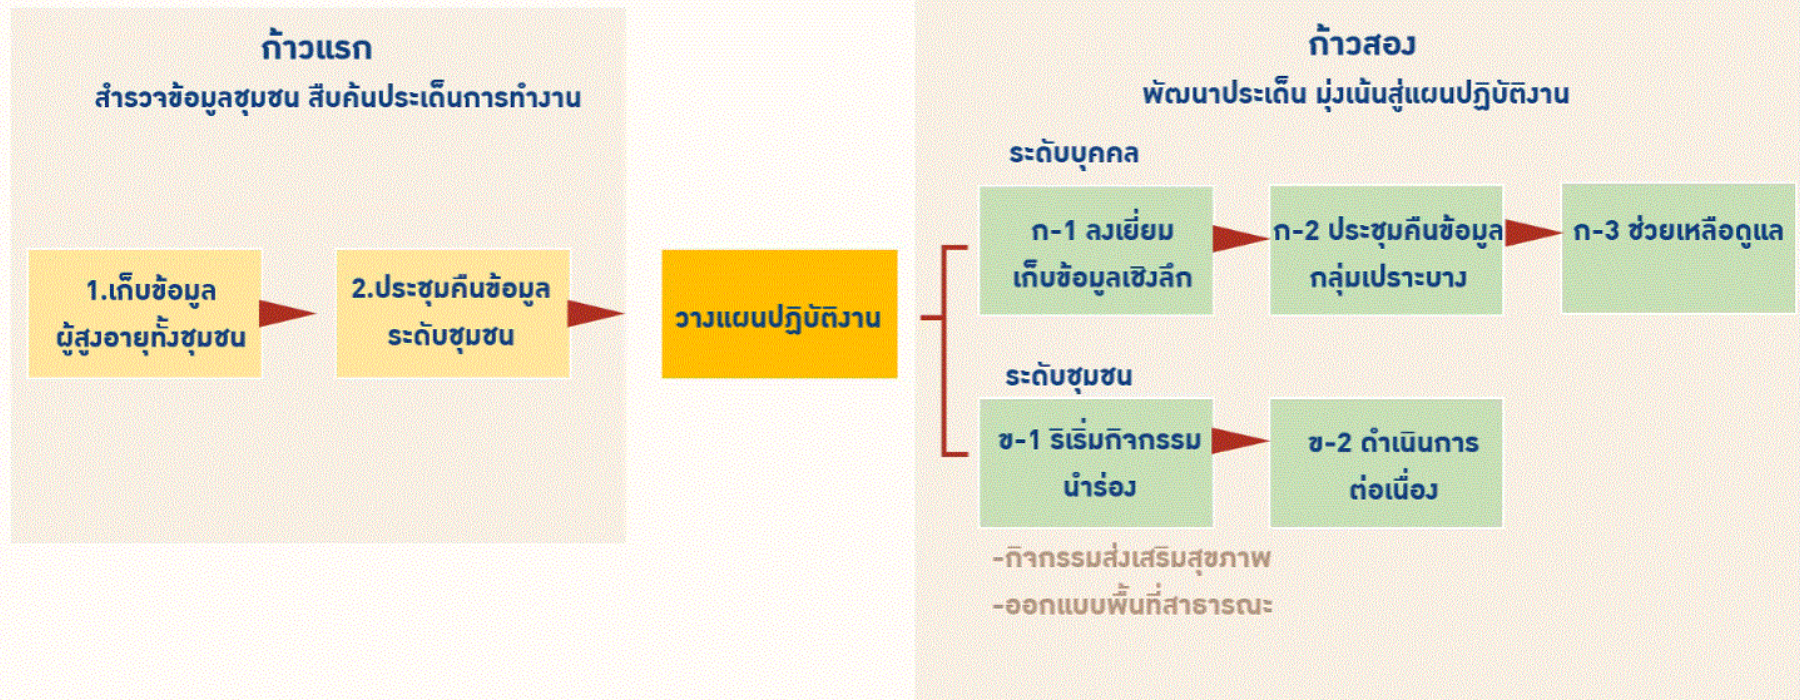 ก้าวแรก
สำรวจข้อมูลชุมชน สืบค้นประเด็นการทำงาน
1.เก็บข้อมูล
ผู้สูงอายุทั้งชุมชน
2.ประชุมคืนข้อมูล
ระดับชุมชน
วางแผนปฏิบัติงาน
ก้าวสอง
พัฒนาประเด็น มุ่งเน้นสู่แผนปฏิบัติงาน
ระดับบุคคล
ก-1 ลงเยี่ยม
เก็บข้อมูลเชิงลึก
ก-2 ประชุมคืนข้อมูล
กลุ่มเปราะบาง
ก-3 ช่วยเหลือดูแล
ระดับชุมชน
ข-1 ริเริ่มกิจกรรม
นำร่อง
ข-2 ดำเนินการ
ต่อเนื่อง
-กิจกรรมส่งเสริมสุขภาพ
-ออกแบบพื้นที่สาธารณะ